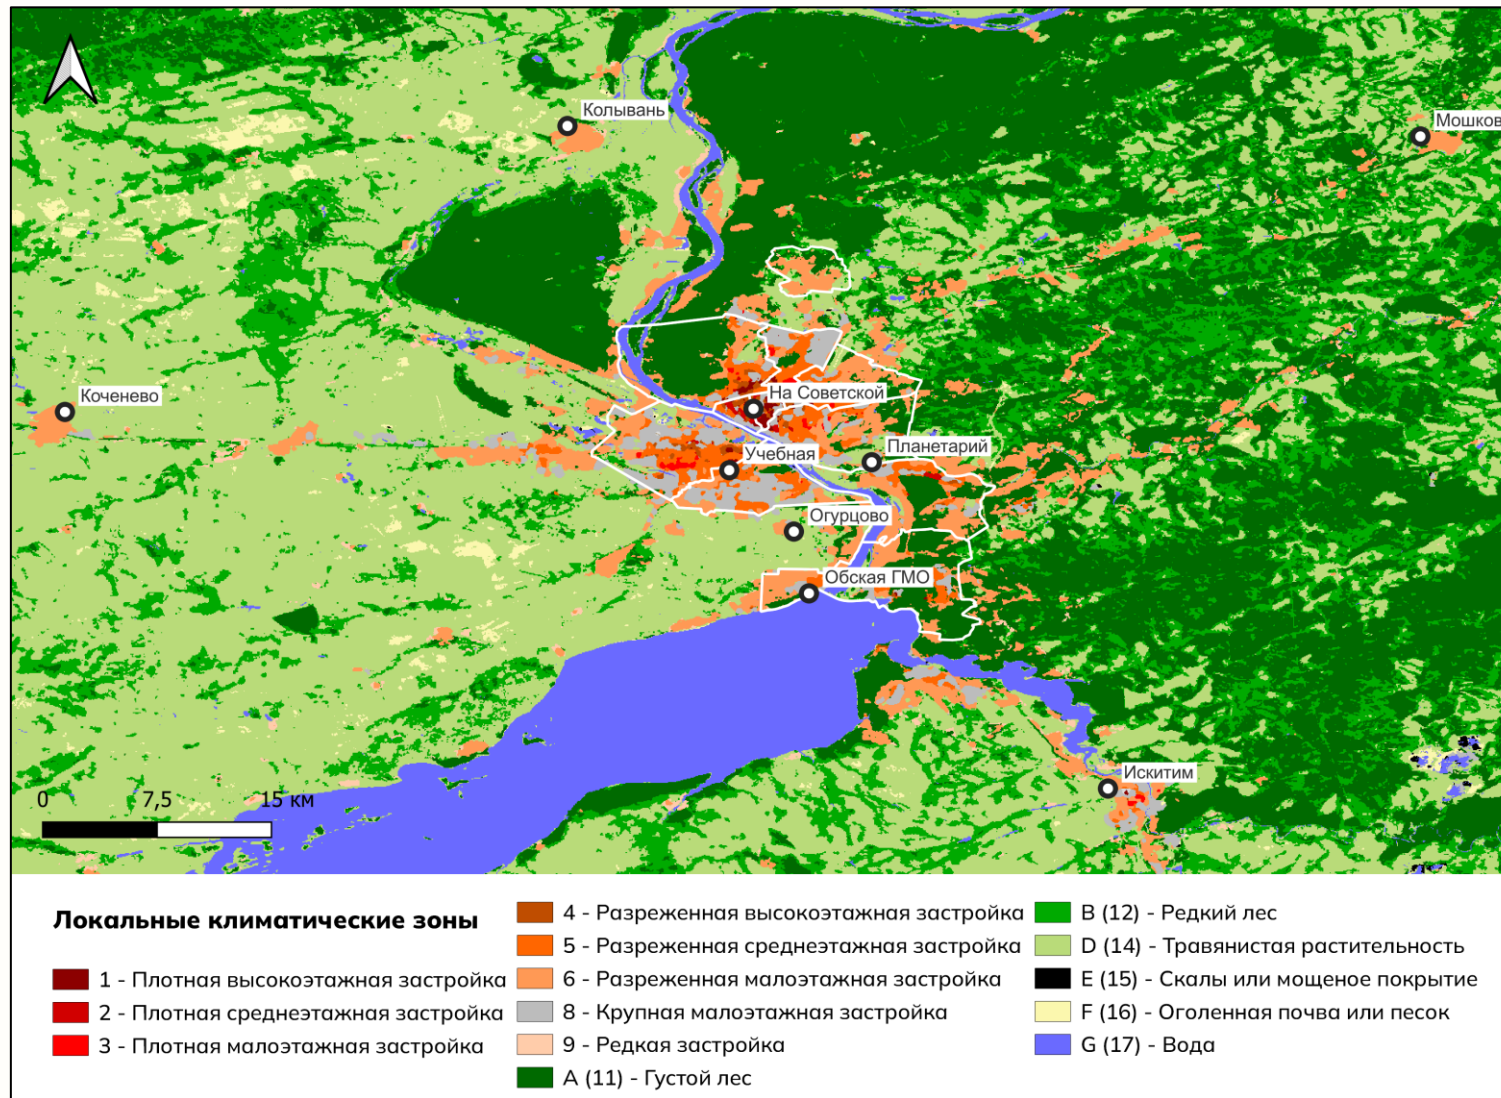 Колывань
Мошков
Коченево
На Советской
Учебная
Планетарий
Огурцово
Обская ГМО
Искитим
0 7,5 15 км
Локальные климатические зоны
1 - Плотная высокоэтажная застройка
2 - Плотная среднеэтажная застройка
3 - Плотная малоэтажная застройка
4 - Разреженная высокоэтажная застройка
5 - Разреженная среднеэтажная застройка
6 - Разреженная малоэтажная застройка
8 - Крупная малоэтажная застройка
9 - Редкая застройка
A (11) - Густой лес
B (12) - Редкий лес
D (14) - Травянистая растительность
E (15) - Скалы или мощеное покрытие
F (16) - Оголенная почва или песок
G (17) - Вода